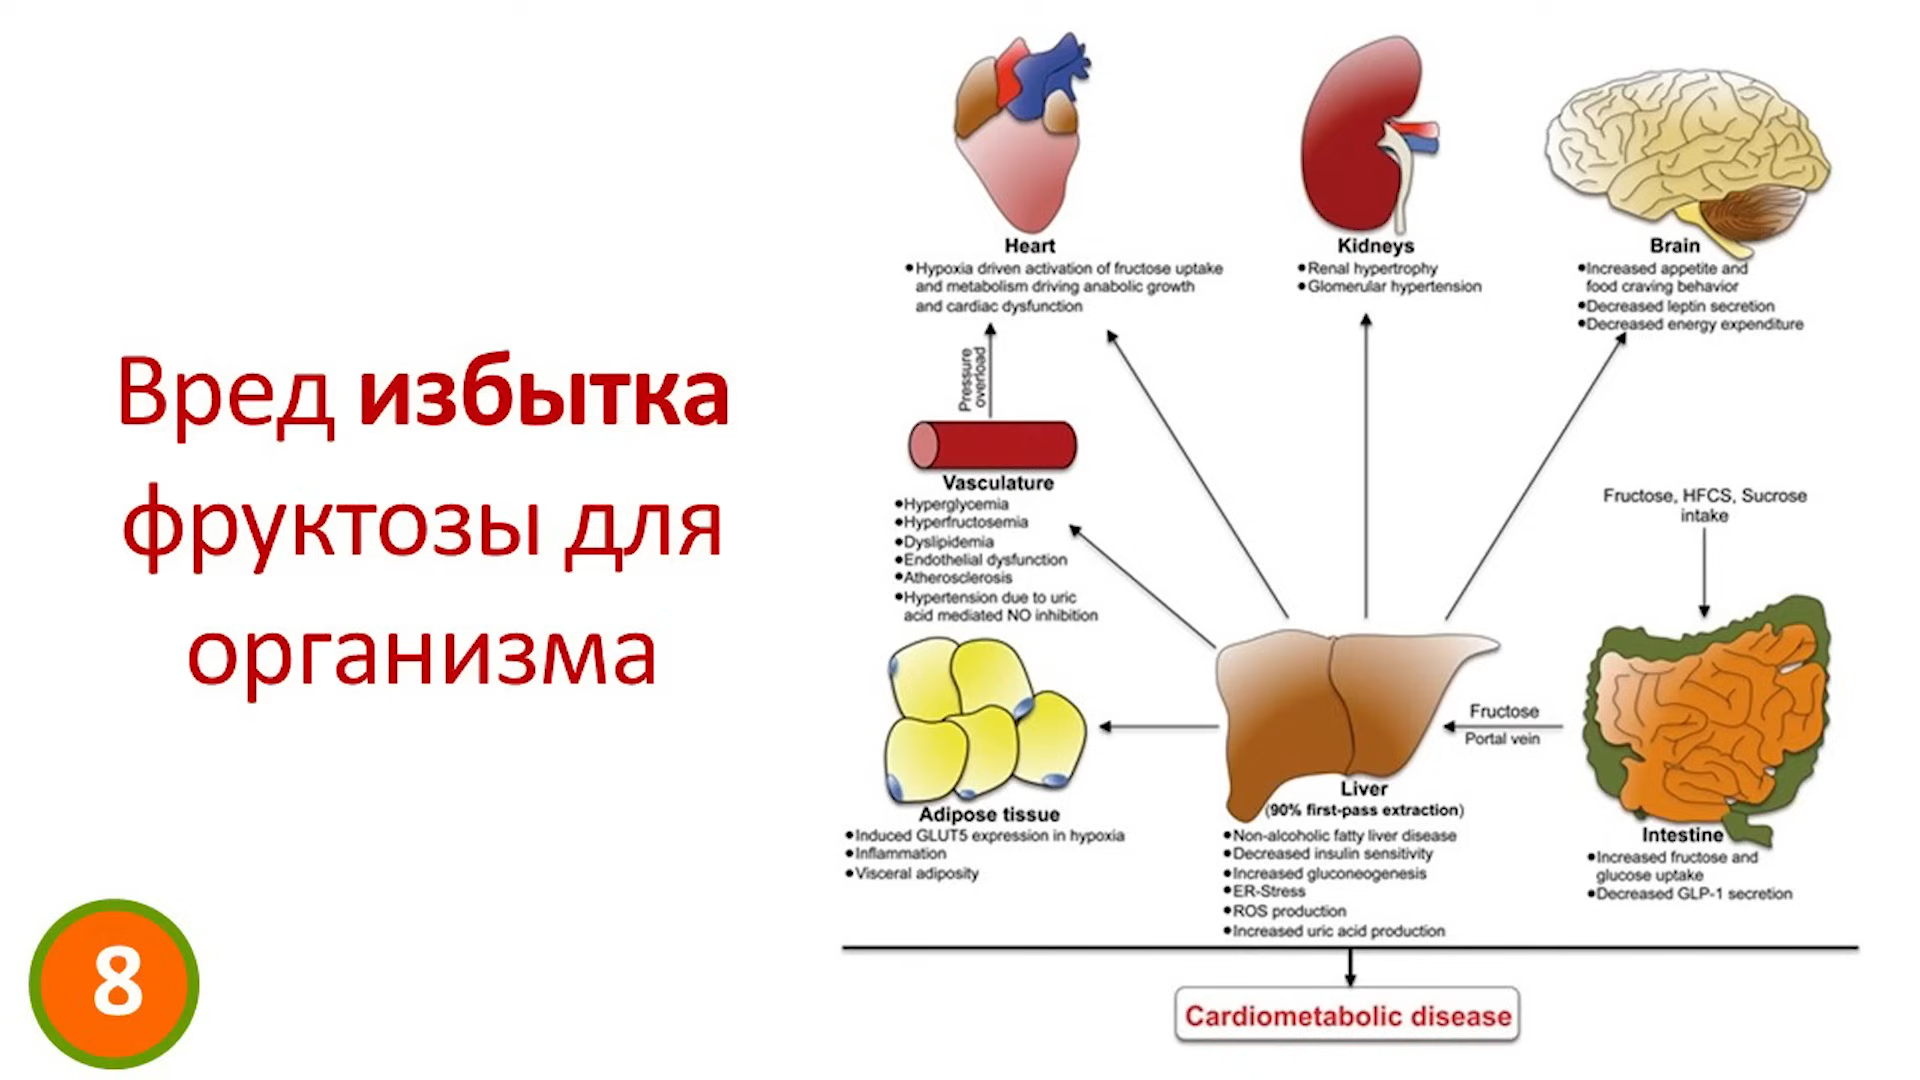 Вред избытка
фруктозы для
организма
8
Heart
•Hypoxia driven activation of fructose uptake
and metabolism driving anabolic growth
and cardiac dysfunction
Kidneys
•Renal hypertrophy
•Glomerular hypertension
Brain
•Increased appetite and
food craving behavior
•Decreased leptin secretion
•Decreased energy expenditure
Pressure
overload
Vasculature
•Hyperglycemia
•Hyperfructosemia
•Dyslipidemia
•Endothelial dysfunction
•Atherosclerosis
•Hypertension due to uric
acid mediated NO inhibition
Fructose, HFCS, Sucrose
intake
Fructose
Portal vein
Adipose tissue
•Induced GLUT5 expression in hypoxia
•Inflammation
•Visceral adiposity
Liver
(90% first-pass extraction)
•Non-alcoholic fatty liver disease
•Decreased insulin sensitivity
•Increased gluconeogenesis
•ER-Stress
•ROS production
•Increased uric acid production
Intestine
•Increased fructose and
glucose uptake
•Decreased GLP-1 secretion
Cardiometabolic disease